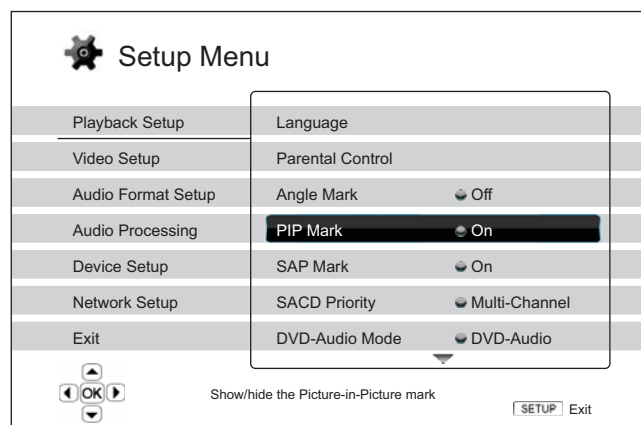 Setup Menu
Playback Setup
Video Setup
Audio Format Setup
Audio Processing
Device Setup
Network Setup
Exit
Language
Parental Control
Angle Mark Off
PIP Mark On
SAP Mark On
SACD Priority Multi-Channel
DVD-Audio Mode DVD-Audio
OK
Show/hide the Picture-in-Picture mark
SETUP Exit